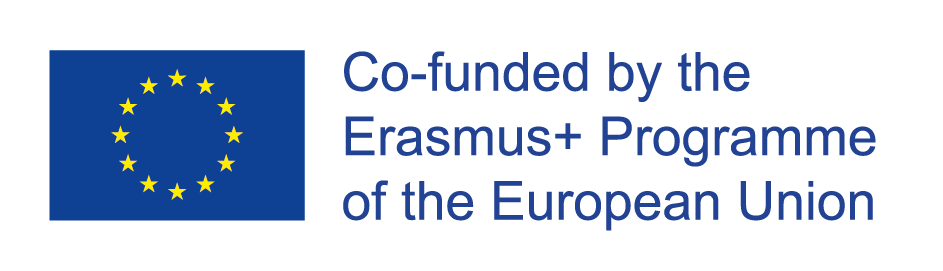 Co-funded by the
Erasmus+ Programme
of the European Union